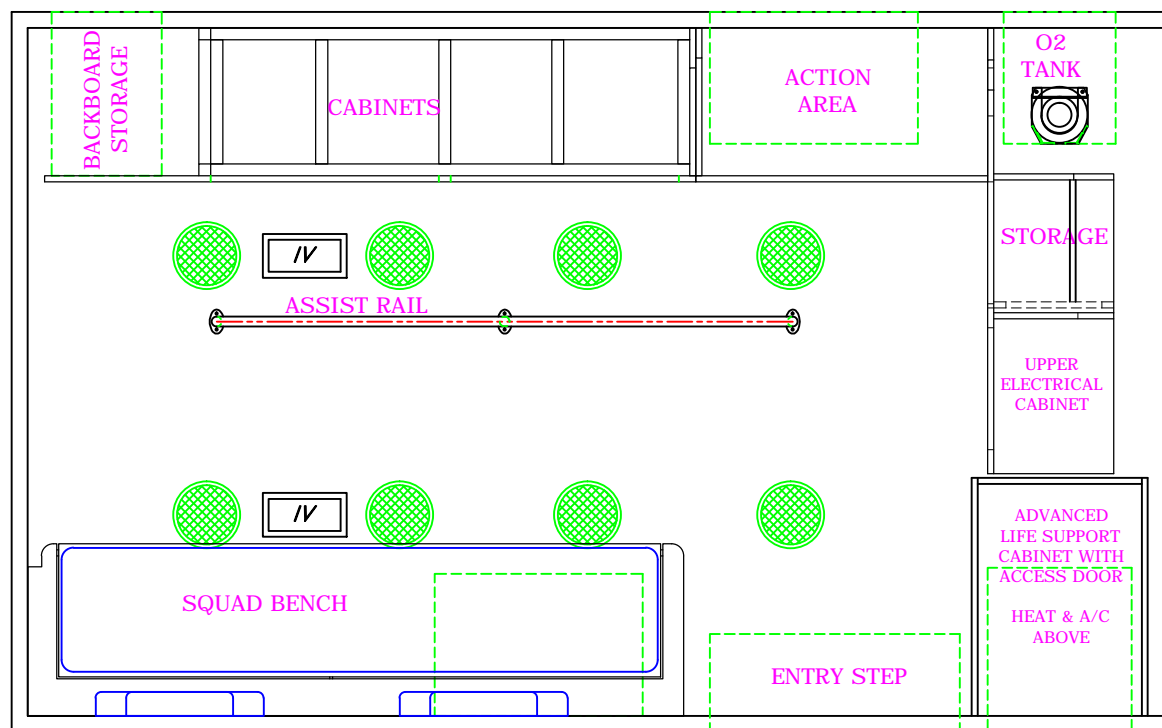 BACKBOARD
STORAGE
CABINETS
ACTION
AREA
O2
TANK
STORAGE
IV
ASSIST RAIL
UPPER
ELECTRICAL
CABINET
IV
ADVANCED
LIFE SUPPORT
CABINET WITH
ACCESS DOOR
HEAT & A/C
ABOVE
SQUAD BENCH
ENTRY STEP